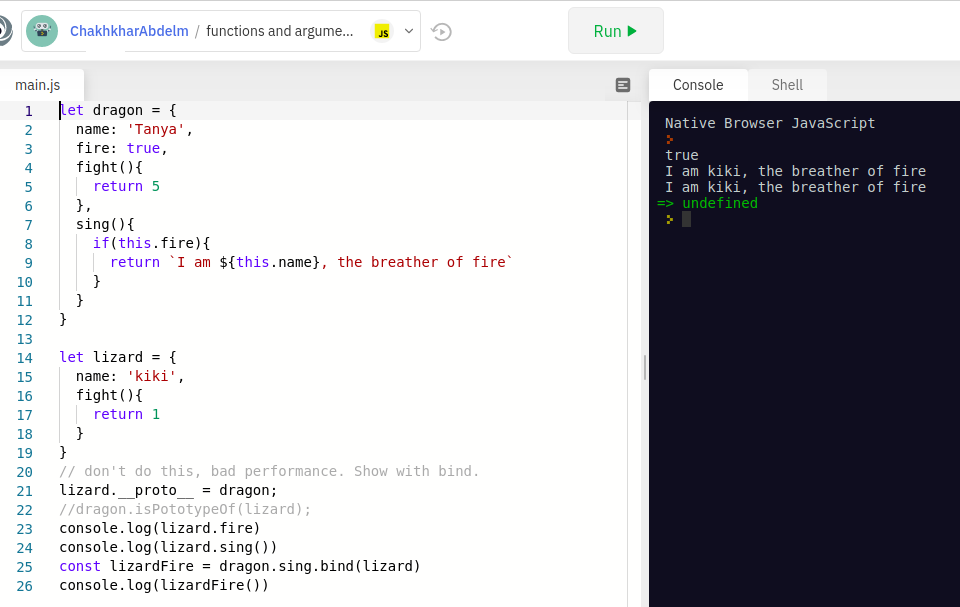 ChakhkharAbdelm / functions and argume... JS Run
main.js
Console Shell
1 let dragon = {
2 name: 'Tanya',
3 fire: true,
4 fight(){
5 return 5
6 },
7 sing(){
8 if(this.fire){
9 return `I am ${this.name}, the breather of fire`
10 }
11 }
12 }
13
14 let lizard = {
15 name: 'kiki',
16 fight(){
17 return 1
18 }
19 }
20 // don't do this, bad performance. Show with bind.
21 lizard.__proto__ = dragon;
22 //dragon.isPototypeOf(lizard);
23 console.log(lizard.fire)
24 console.log(lizard.sing())
25 const lizardFire = dragon.sing.bind(lizard)
26 console.log(lizardFire())
Native Browser JavaScript
true
I am kiki, the breather of fire
I am kiki, the breather of fire
=> undefined